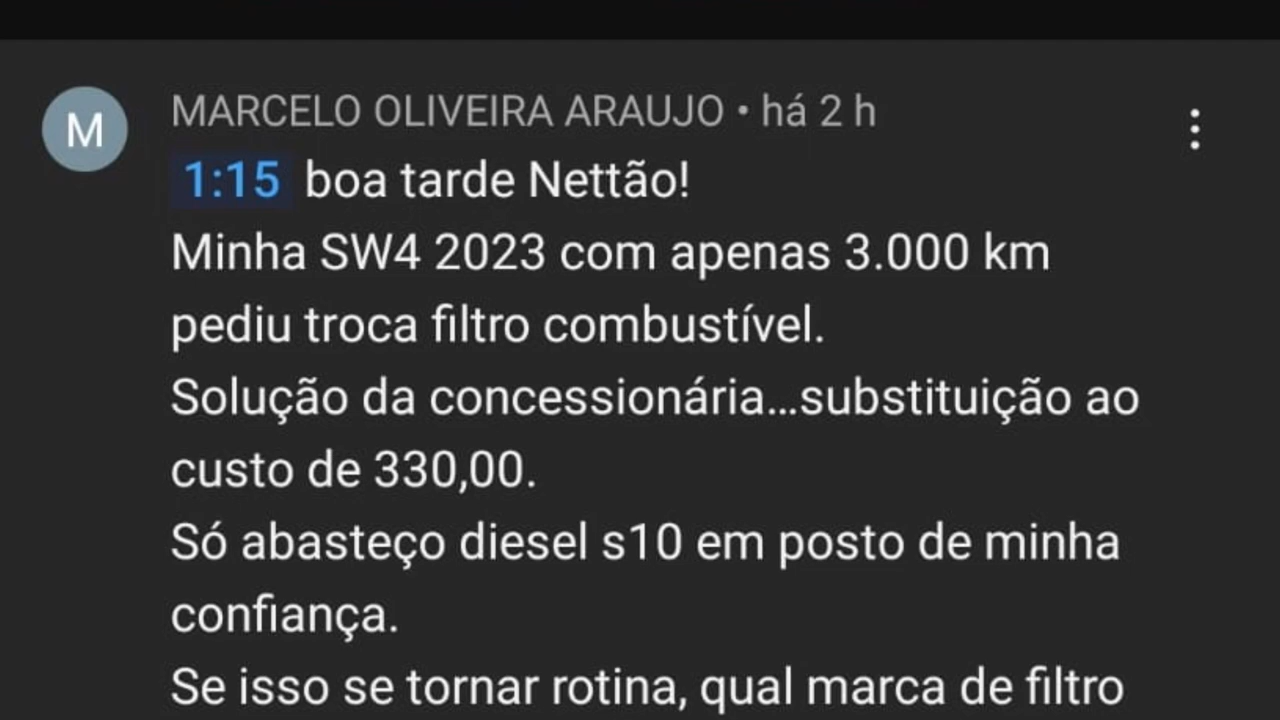 M
MARCELO OLIVEIRA ARAUJO • há 2 h
1:15 boa tarde Nettão!
Minha SW4 2023 com apenas 3.000 km
pediu troca filtro combustível.
Solução da concessionária...substituição ao
custo de 330,00.
Só abasteço diesel s10 em posto de minha
confiança.
Se isso se tornar rotina, qual marca de filtro